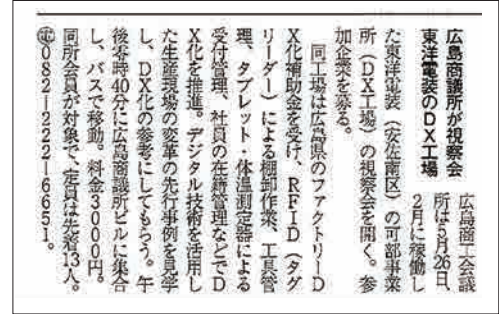 広島商議所が視察会
東洋電装のＤＸ工場
広島商工会議
所は５月26日、
２月に稼働し
た東洋電装（安佐南区）の可部事業
所（ＤＸ工場）の視察会を開く。参
加企業を募る。
同工場は広島県のファクトリーＤ
Ｘ化補助金を受け、ＲＦＩＤ（タグ
リーダー）による棚卸作業、工具管
理、タブレット・体温測定器による
受付管理、社員の在籍管理などでＤ
Ｘ化を推進。デジタル技術を活用し
た生産現場の変革の先行事例を見学
し、ＤＸ化の参考にしてもらう。午
後零時40分に広島商議所ビルに集合
し、バスで移動。料金３０００円。
同所会員が対象で、定員は先着13人。
☎０８２―２２２―６６５１。